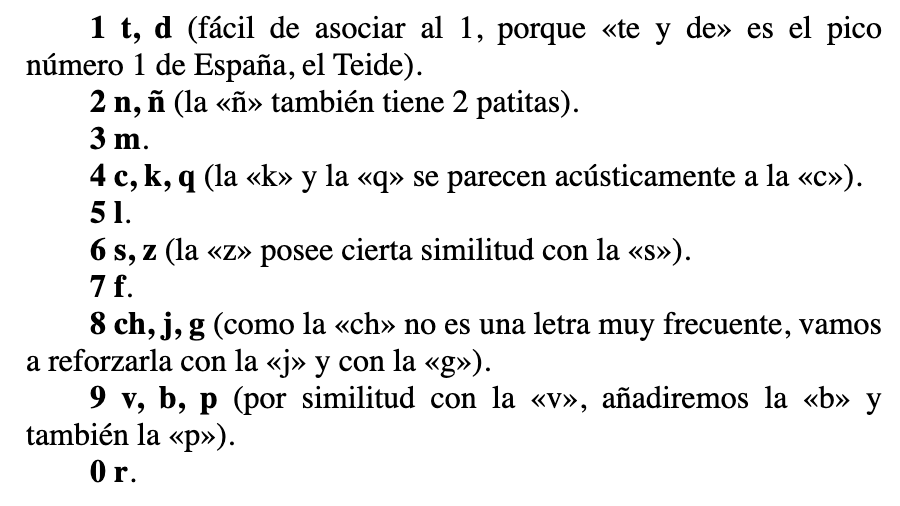 1 t, d (fácil de asociar al 1, porque «te y de» es el pico
número 1 de España, el Teide).
2 n, ñ (la «ñ» también tiene 2 patitas).
3 m.
4 c, k, q (la «k» y la «q» se parecen acústicamente a la «c»).
5 l.
6 s, z (la «z» posee cierta similitud con la «s»).
7 f.
8 ch, j, g (como la «ch» no es una letra muy frecuente, vamos
a reforzarla con la «j» y con la «g»).
9 v, b, p (por similitud con la «v», añadiremos la «b» y
también la «p»).
0 r.